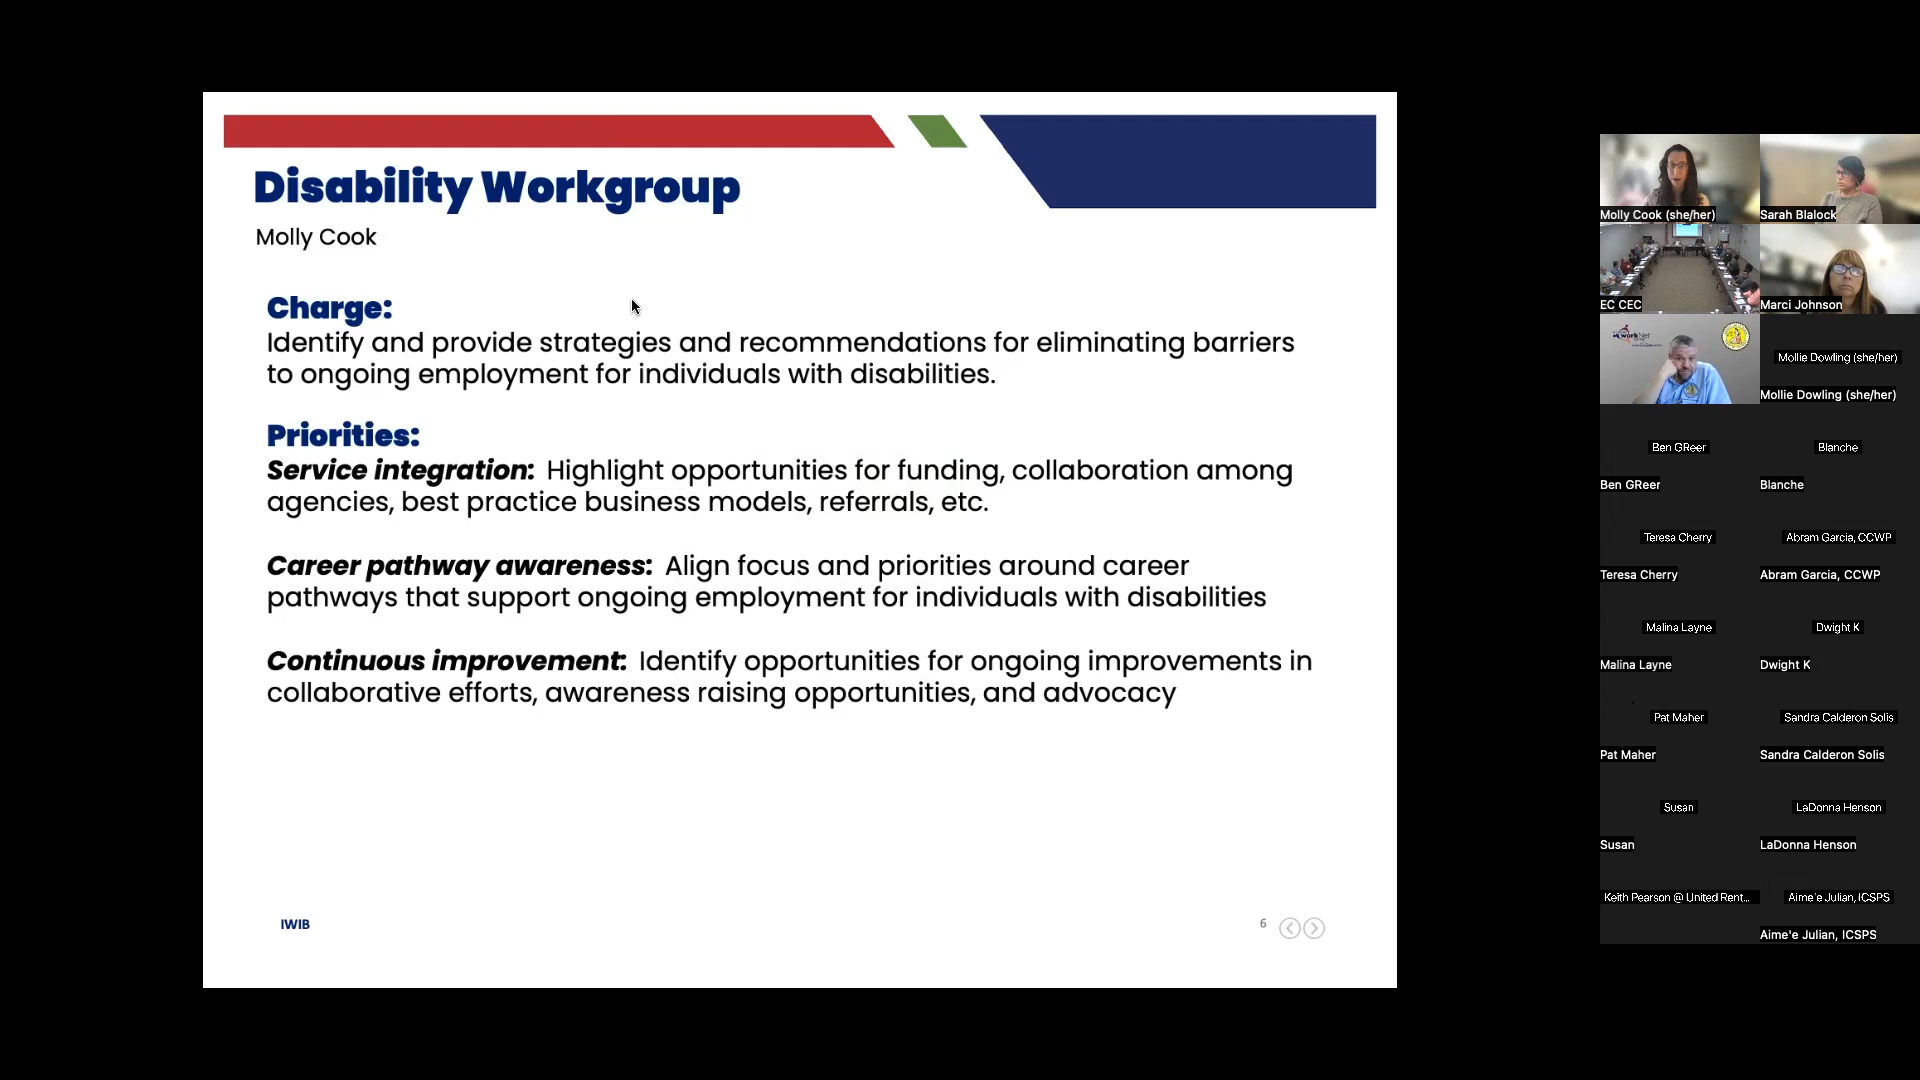 Disability Workgroup
Molly Cook
Charge:
Identify and provide strategies and recommendations for eliminating barriers
to ongoing employment for individuals with disabilities.
Priorities:
Service integration: Highlight opportunities for funding, collaboration among
agencies, best practice business models, referrals, etc.
Career pathway awareness: Align focus and priorities around career
pathways that support ongoing employment for individuals with disabilities
Continuous improvement: Identify opportunities for ongoing improvements in
collaborative efforts, awareness raising opportunities, and advocacy
IWIB
6
Molly Cook (she/her)
Sarah Blalock
EC CEC
Marci Johnson
workNet
Mollie Dowling (she/her)
Mollie Dowling (she/her)
Ben GReer
Blanche
Ben GReer
Blanche
Teresa Cherry
Abram Garcia, CCWP
Teresa Cherry
Abram Garcia, CCWP
Malina Layne
Dwight K
Malina Layne
Dwight K
Pat Maher
Sandra Calderon Solis
Pat Maher
Sandra Calderon Solis
Susan
LaDonna Henson
Susan
LaDonna Henson
Keith Pearson @ United Rent...
Aime'e Julian, ICSPS
Aime'e Julian, ICSPS